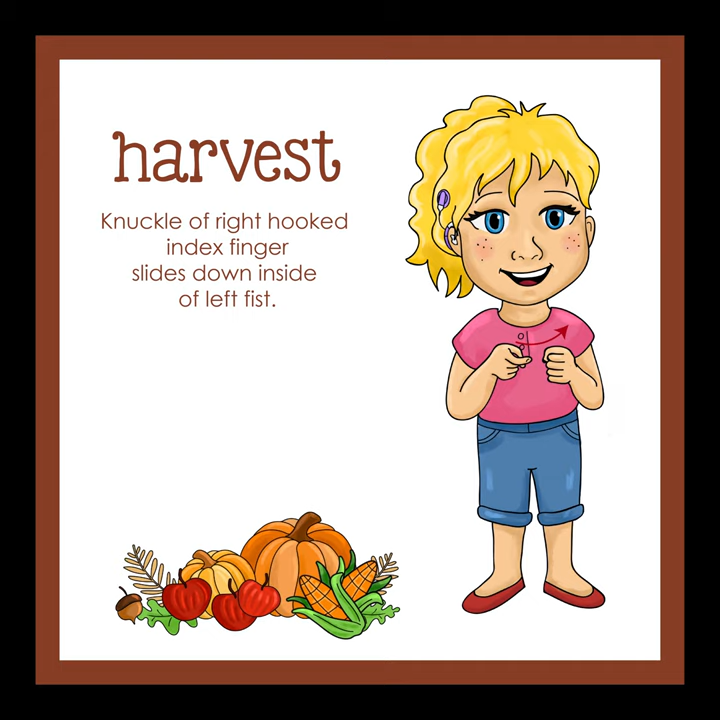 harvest
Knuckle of right hooked
index finger
slides down inside
of left fist.